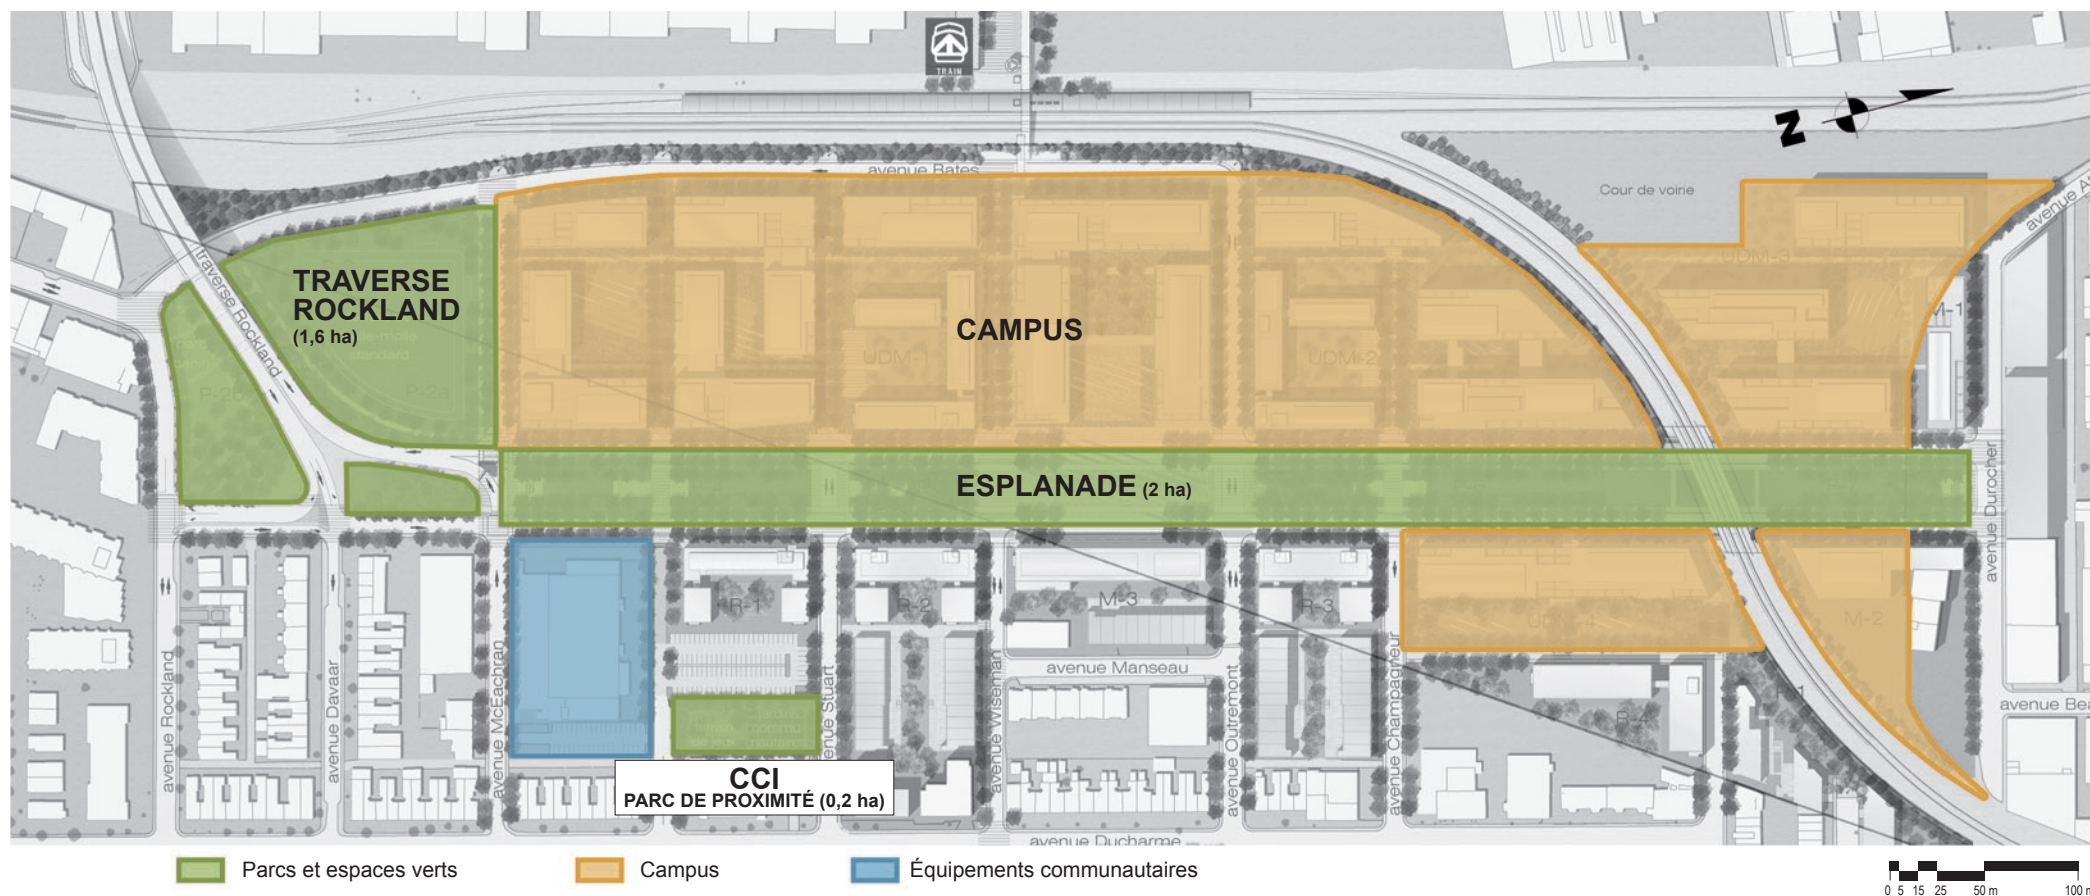 TRAIN
N
avenue Bates
Cour de voirie
traverse Rockland
TRAVERSE
ROCKLAND
(1,6 ha)
standard
P-2a
P-2b
CAMPUS
UDM-1
UDM-2
UDM-3
M-1
ESPLANADE (2 ha)
avenue Durocher
R-1
R-2
M-3
R-3
UDM-4
M-2
avenue Manseau
avenue Rockland
avenue Davaar
avenue McEachran
avenue Stuart
avenue Wiseman
avenue Outremont
avenue Champagneur
R-4
avenue Bea
CCI
PARC DE PROXIMITÉ (0,2 ha)
avenue Ducharme
Parcs et espaces verts
Campus
Équipements communautaires
0 5 15 25 50 m 100 m